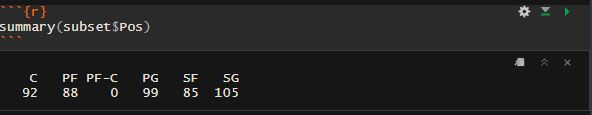 ```{r}
summary(subset$Pos)
```
C PF PF-C PG SF SG
92 88 0 99 85 105